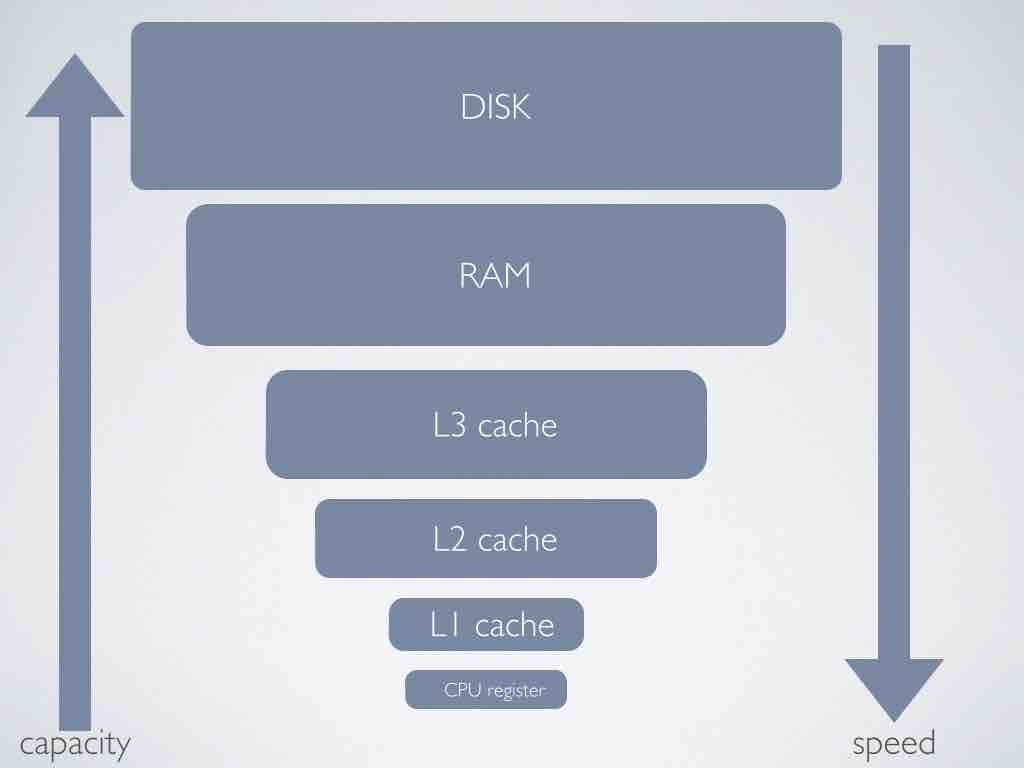 DISK
RAM
L3 cache
L2 cache
L1 cache
CPU register
capacity
speed